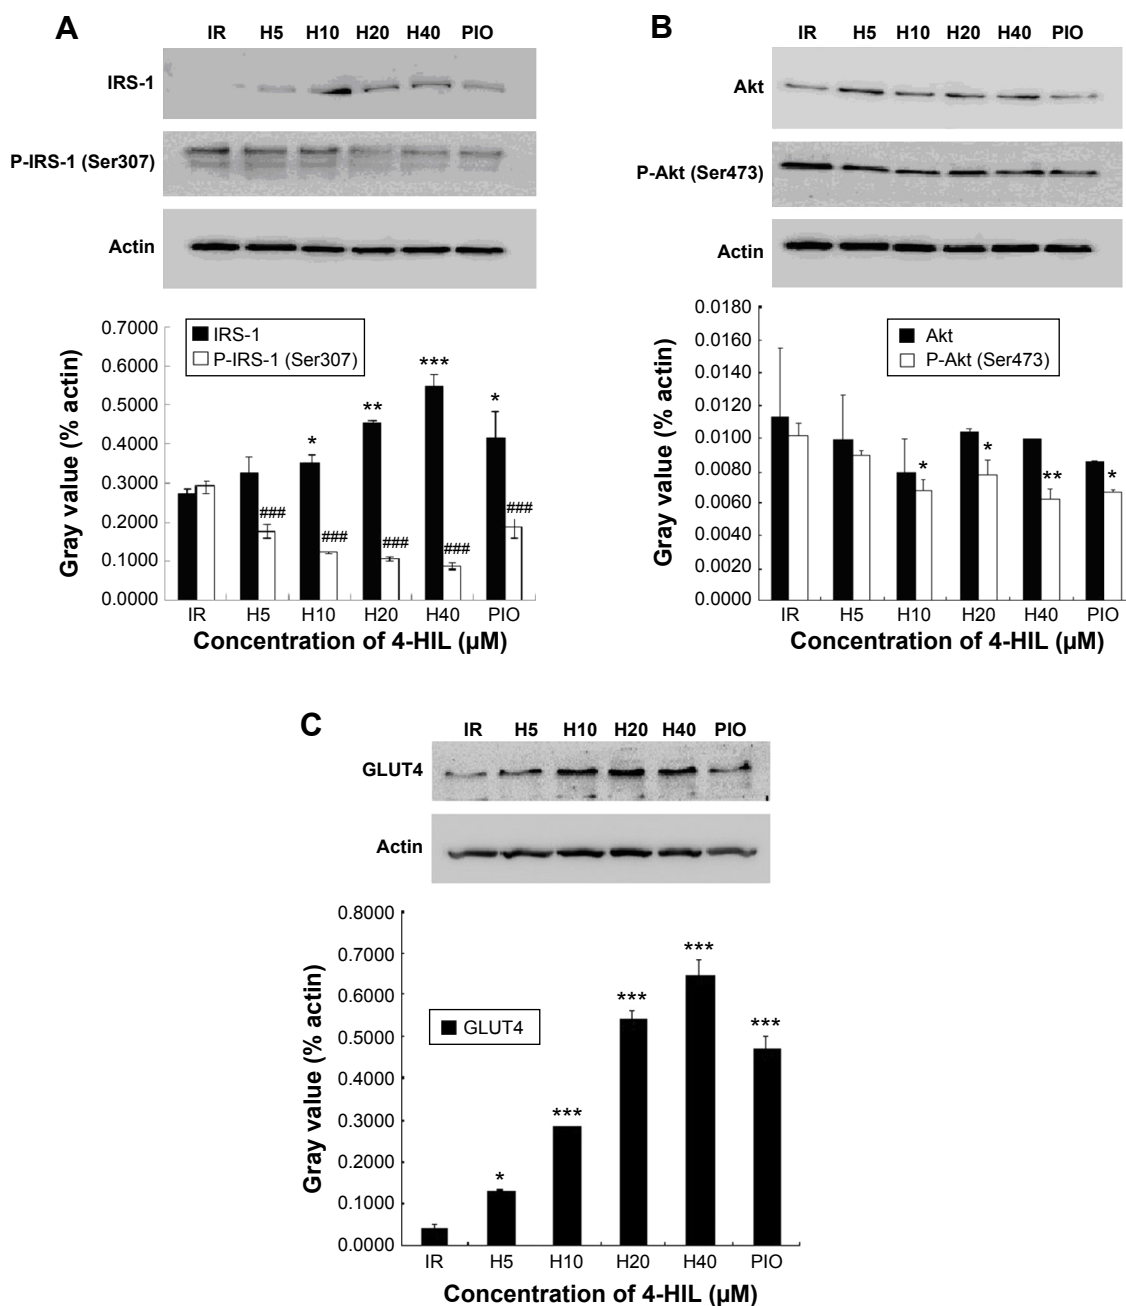 A
IR H5 H10 H20 H40 PIO
IRS-1
P-IRS-1 (Ser307)
Actin
Gray value (% actin)
0.7000
0.6000
0.5000
0.4000
0.3000
0.2000
0.1000
0.0000
IRS-1
P-IRS-1 (Ser307)
### * ### ** ### *** ### * ###
IR H5 H10 H20 H40 PIO
Concentration of 4-HIL (μM)
B
IR H5 H10 H20 H40 PIO
Akt
P-Akt (Ser473)
Actin
Gray value (% actin)
0.0180
0.0160
0.0140
0.0120
0.0100
0.0080
0.0060
0.0040
0.0020
0.0000
Akt
P-Akt (Ser473)
* * ** *
IR H5 H10 H20 H40 PIO
Concentration of 4-HIL (μM)
C
IR H5 H10 H20 H40 PIO
GLUT4
Actin
Gray value (% actin)
0.8000
0.7000
0.6000
0.5000
0.4000
0.3000
0.2000
0.1000
0.0000
GLUT4
* *** *** *** ***
IR H5 H10 H20 H40 PIO
Concentration of 4-HIL (μM)